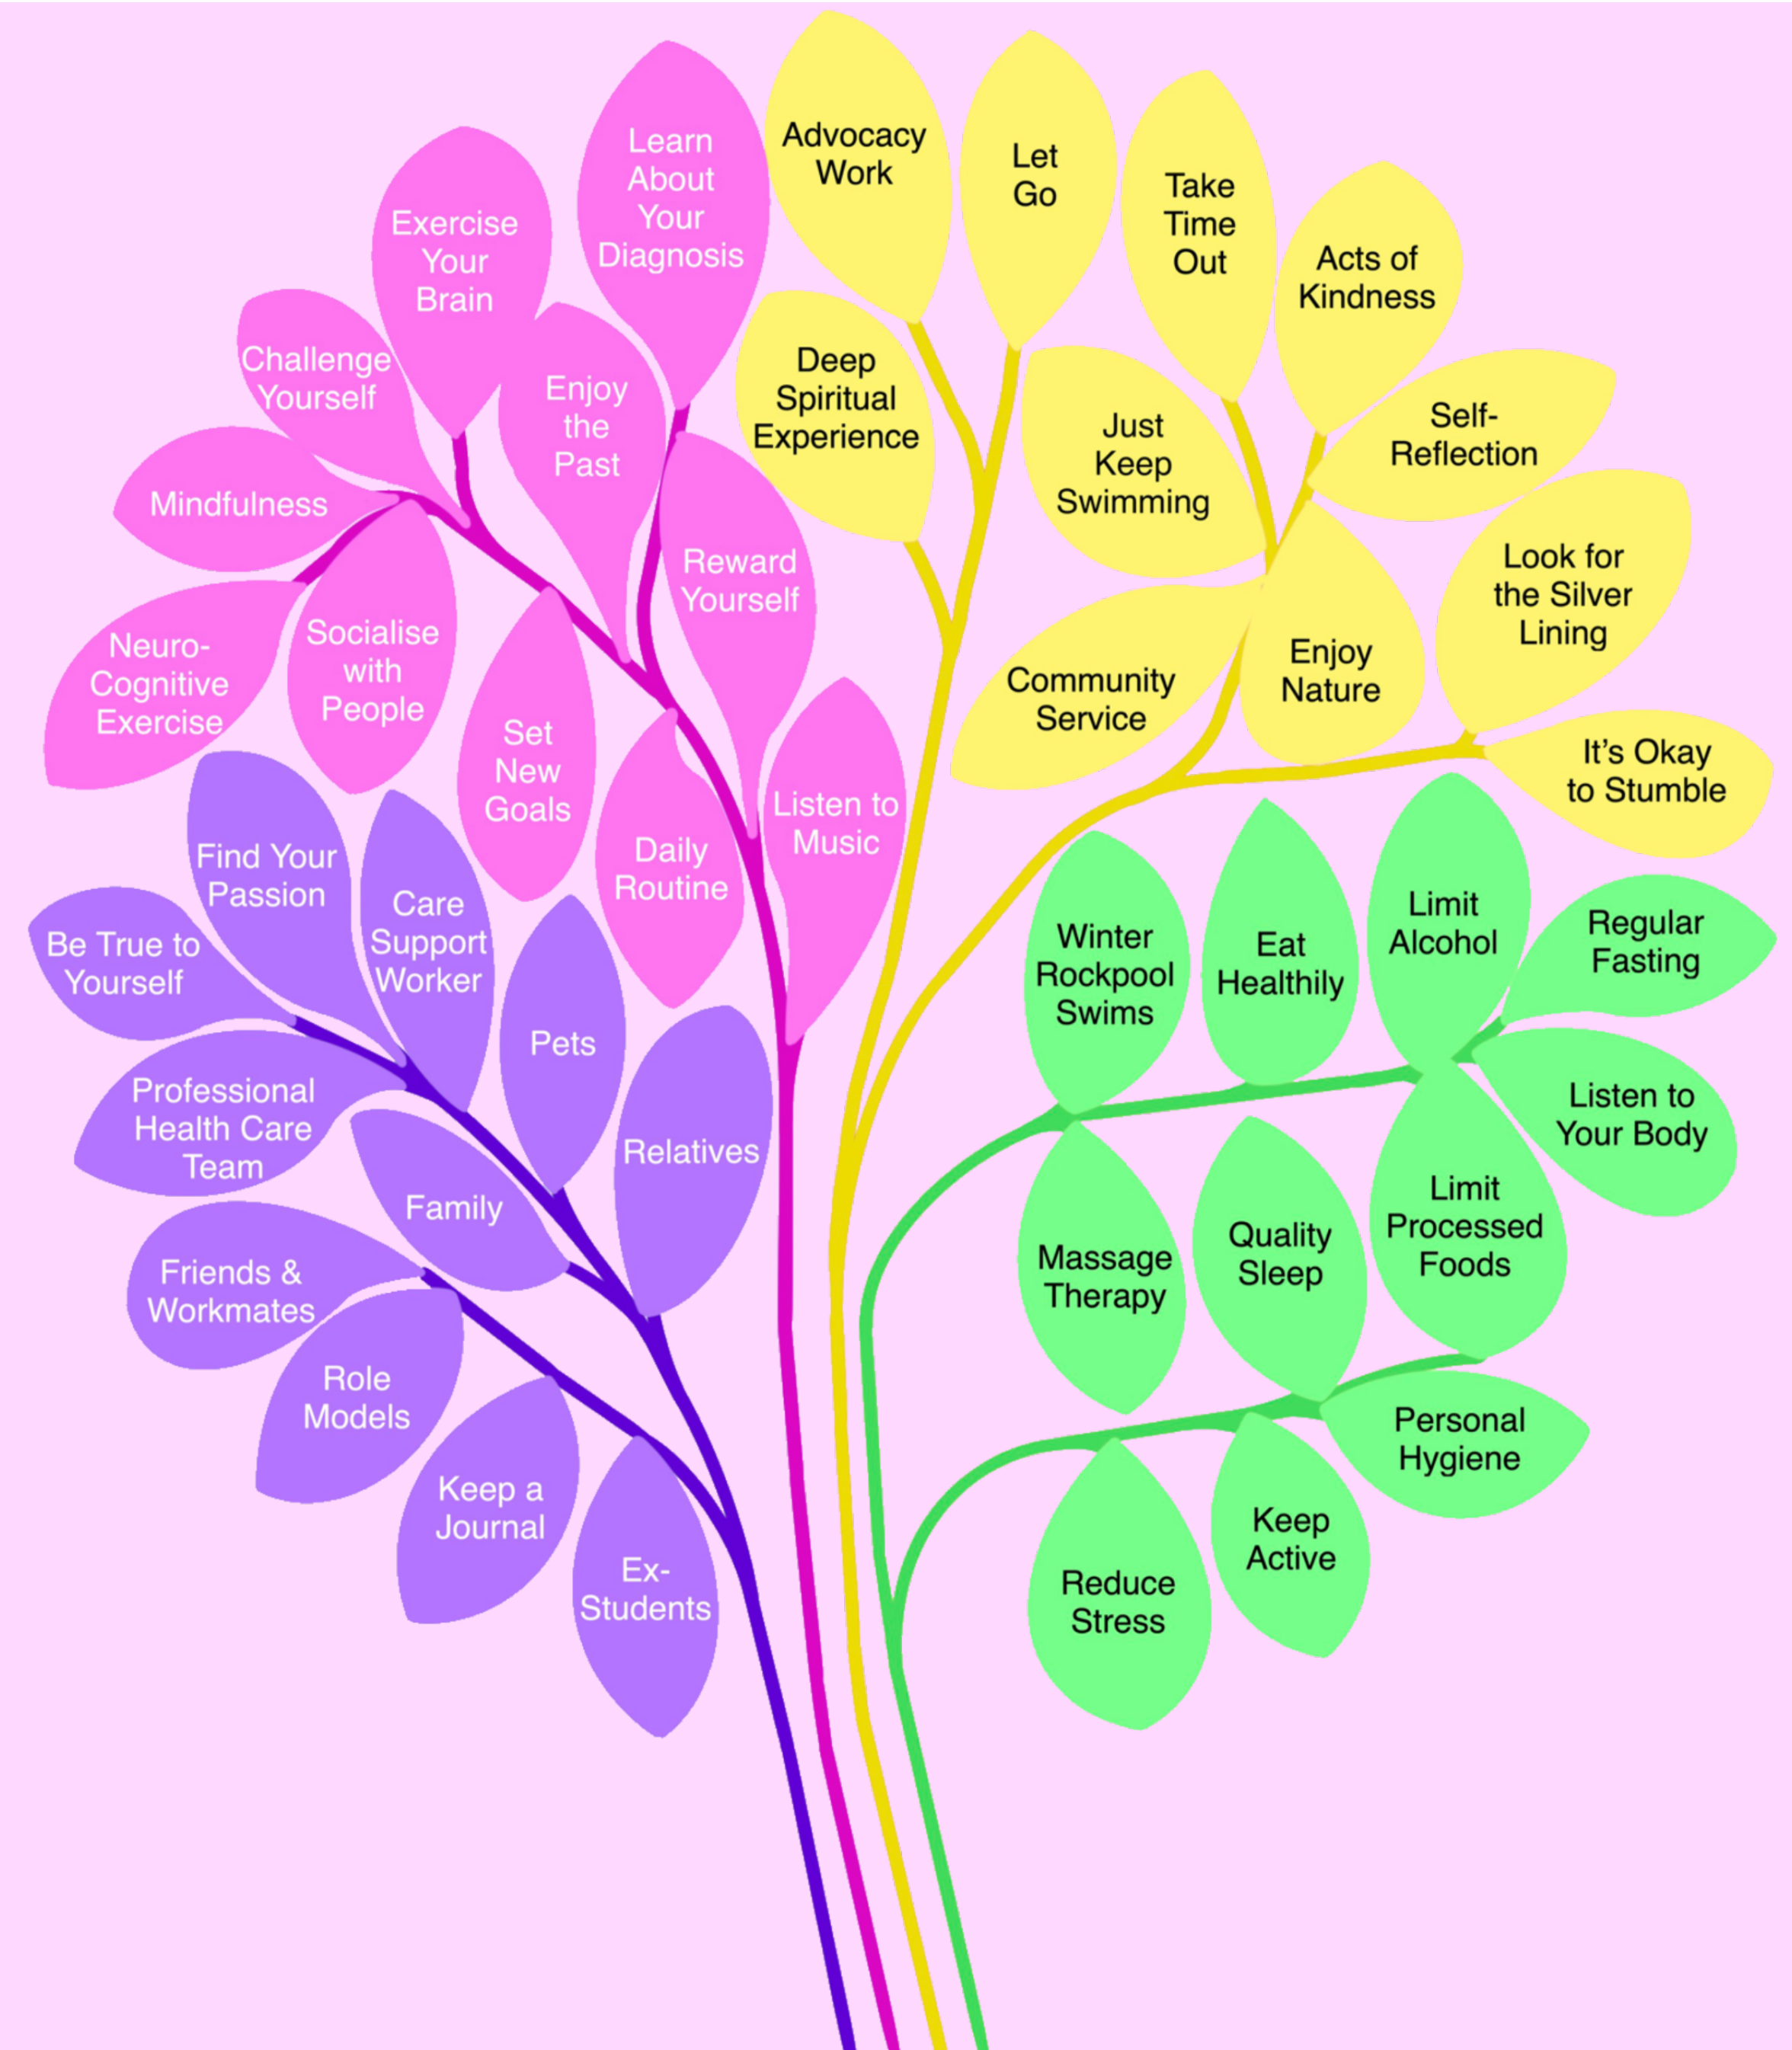 Learn
About
Your
Diagnosis
Exercise
Your
Brain
Challenge
Yourself
Enjoy
the
Past
Mindfulness
Reward
Yourself
Neuro-
Cognitive
Exercise
Socialise
with
People
Set
New
Goals
Daily
Routine
Listen to
Music
Advocacy
Work
Let
Go
Take
Time
Out
Acts of
Kindness
Deep
Spiritual
Experience
Just
Keep
Swimming
Self-
Reflection
Look for
the Silver
Lining
Community
Service
Enjoy
Nature
It's Okay
to Stumble
Find Your
Passion
Care
Support
Worker
Be True to
Yourself
Pets
Professional
Health Care
Team
Relatives
Family
Friends &
Workmates
Role
Models
Keep a
Journal
Ex-
Students
Winter
Rockpool
Swims
Eat
Healthily
Limit
Alcohol
Regular
Fasting
Listen to
Your Body
Massage
Therapy
Quality
Sleep
Limit
Processed
Foods
Personal
Hygiene
Keep
Active
Reduce
Stress